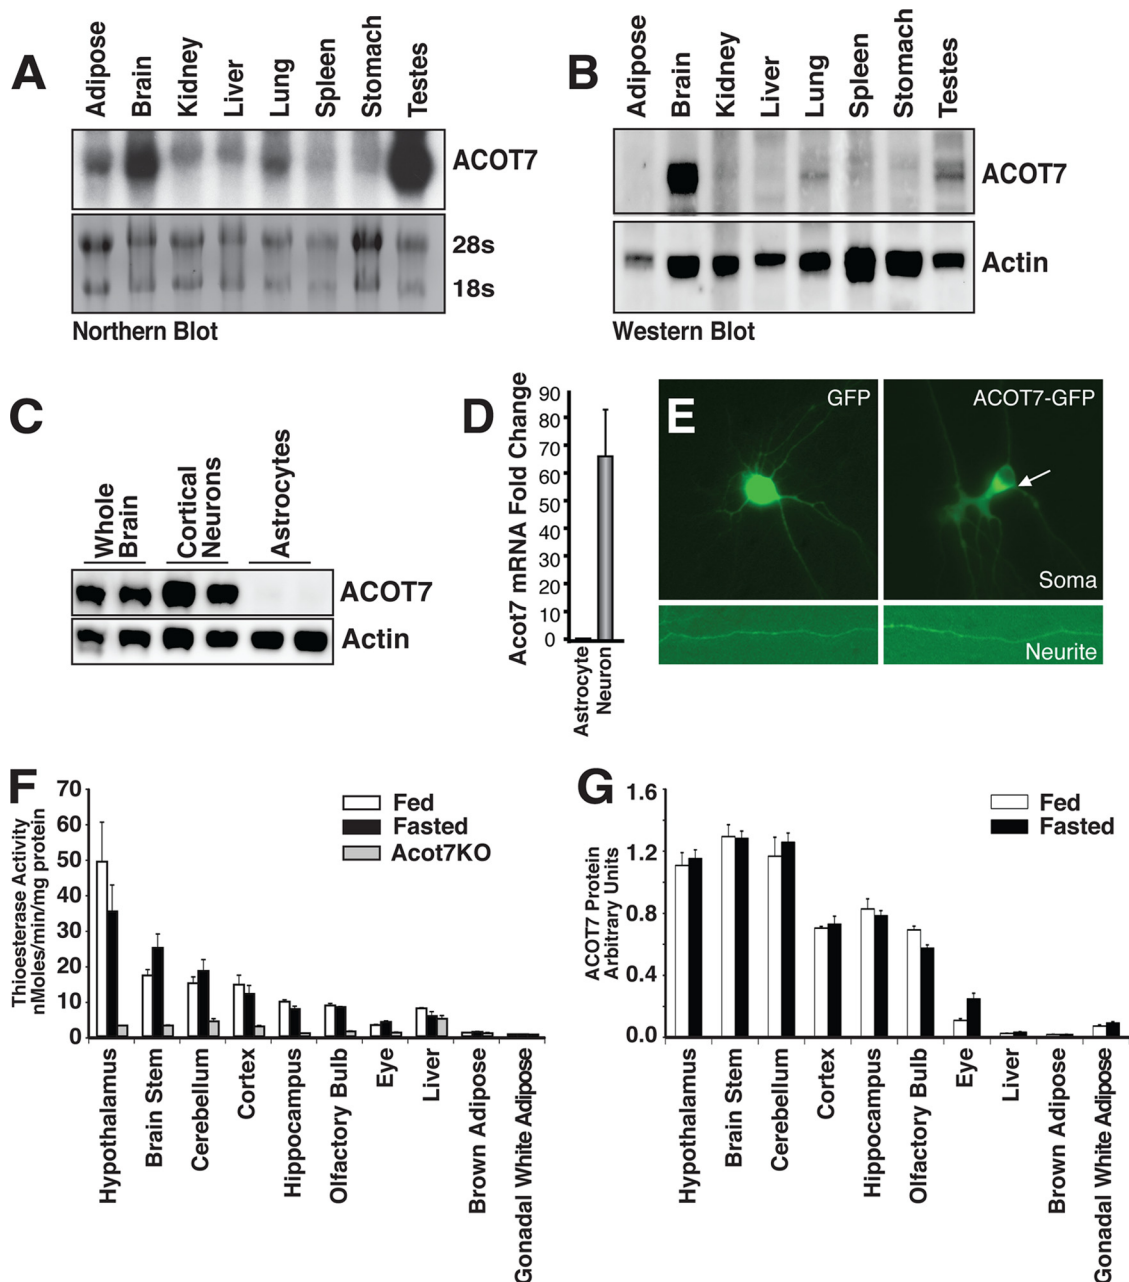 A
Adipose
Brain
Kidney
Liver
Lung
Spleen
Stomach
Testes
ACOT7
28s
18s
Northern Blot
B
Adipose
Brain
Kidney
Liver
Lung
Spleen
Stomach
Testes
ACOT7
Actin
Western Blot
C
Whole
Brain
Cortical
Neurons
Astrocytes
ACOT7
Actin
D
Acot7 mRNA Fold Change
90
80
70
60
50
40
30
20
10
0
Astrocyte
Neuron
E
GFP
ACOT7-GFP
Soma
Neurite
F
Thioesterase Activity
nMoles/min/mg protein
70
60
50
40
30
20
10
0
Fed
Fasted
Acot7KO
Hypothalamus
Brain Stem
Cerebellum
Cortex
Hippocampus
Olfactory Bulb
Eye
Liver
Brown Adipose
Gonadal White Adipose
G
ACOT7 Protein
Arbitrary Units
1.6
1.2
0.8
0.4
0.0
Fed
Fasted
Hypothalamus
Brain Stem
Cerebellum
Cortex
Hippocampus
Olfactory Bulb
Eye
Liver
Brown Adipose
Gonadal White Adipose